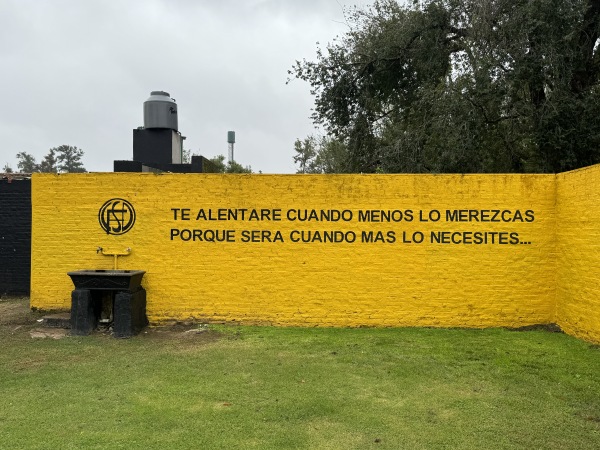 TE ALENTARE CUANDO MENOS LO MEREZCAS
PORQUE SERA CUANDO MAS LO NECESITES...